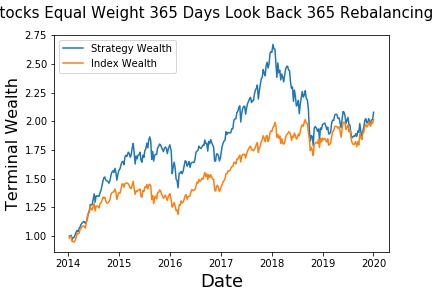 tocks Equal Weight 365 Days Look Back 365 Rebalancing
2.75
2.50
2.25
2.00
1.75
1.50
1.25
1.00
Terminal Wealth
Strategy Wealth
Index Wealth
2014 2015 2016 2017 2018 2019 2020
Date